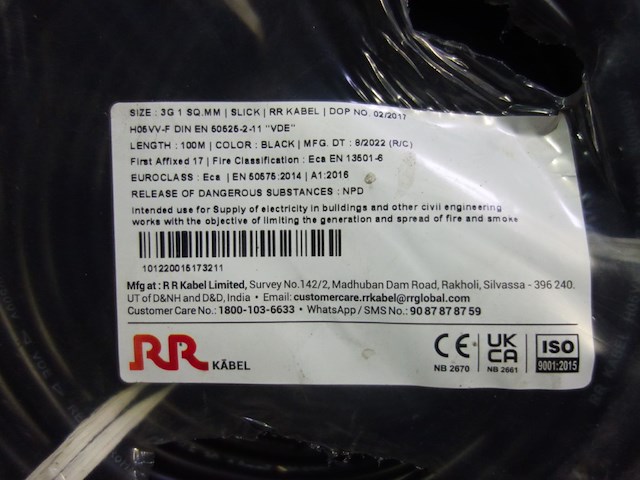 SIZE : 3G 1 SQ.MM | SLICK | RR KABEL | DOP NO. 02/2017
H05VV-F DIN EN 50525-2-11 "VDE"
LENGTH : 100M | COLOR : BLACK | MFG. DT : 8/2022 (R/C)
First Affixed 17 | Fire Classification : Eca EN 13501-6
EUROCLASS : Eca | EN 50575:2014 | A1:2016
RELEASE OF DANGEROUS SUBSTANCES : NPD
Intended use for Supply of electricity in buildings and other civil engineering
works with the objective of limiting the generation and spread of fire and smoke
101220015173211
Mfg at : R R Kabel Limited, Survey No.142/2, Madhuban Dam Road, Rakholi, Silvassa - 396 240.
UT of D&NH and D&D, India • Email: customercare.rrkabel@rrglobal.com
Customer Care No.: 1800-103-6633 • WhatsApp / SMS No.: 90 87 87 87 59
RR KÄBEL
CE NB 2670
UK CA NB 2661
ISO 9001:2015